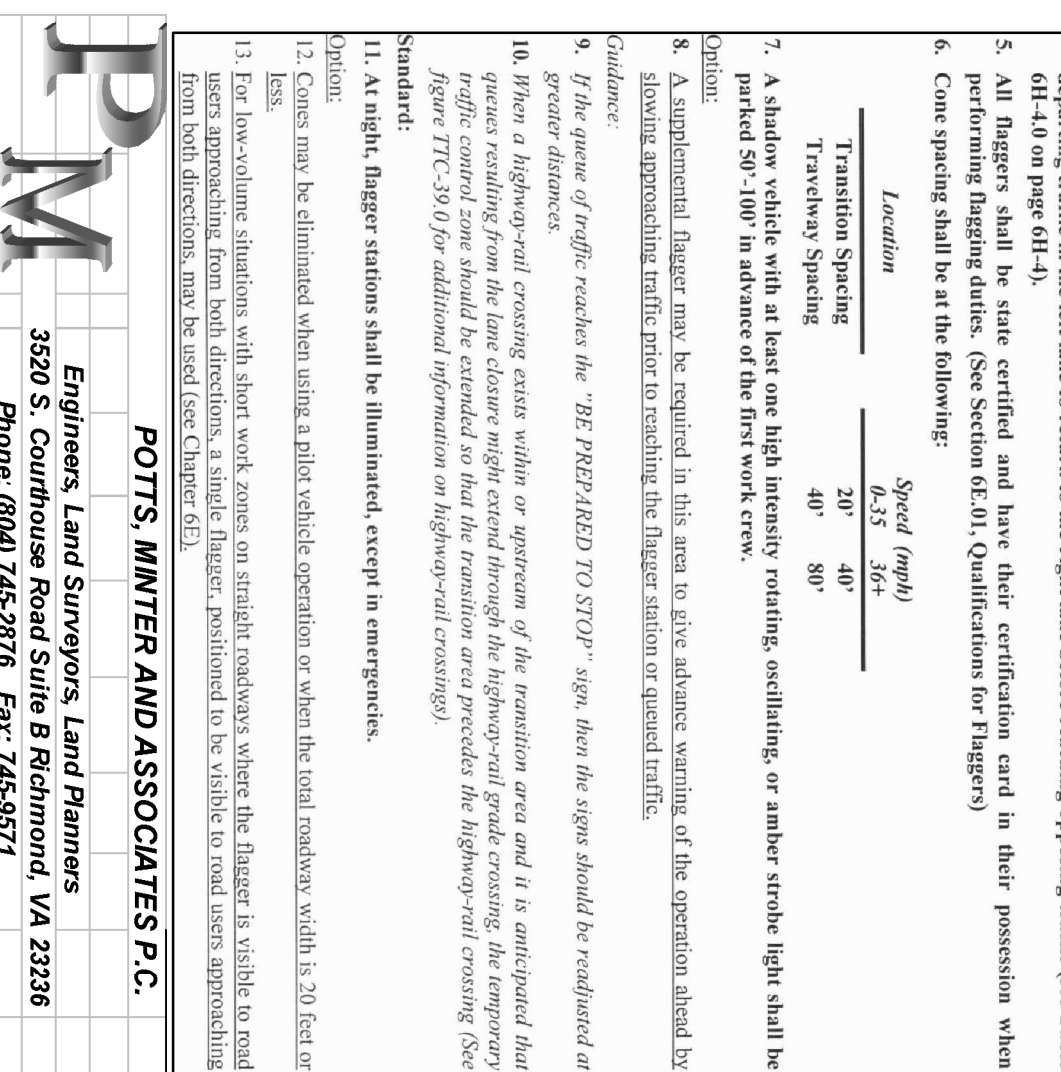 6H-4.0 on page 6H-4).
5. All flaggers shall be state certified and have their certification card in their possession when
performing flagging duties. (See Section 6E.01, Qualifications for Flaggers)
6. Cone spacing shall be at the following:
Location Speed (mph)
0-35 36+
Transition Spacing 20' 40'
Travelway Spacing 40' 80'
7. A shadow vehicle with at least one high intensity rotating, oscillating, or amber strobe light shall be
parked 50'-100' in advance of the first work crew.
Option:
8. A supplemental flagger may be required in this area to give advance warning of the operation ahead by
slowing approaching traffic prior to reaching the flagger station or queued traffic.
Guidance:
9. If the queue of traffic reaches the "BE PREPARED TO STOP" sign, then the signs should be readjusted at
greater distances.
10. When a highway-rail crossing exists within or upstream of the transition area and it is anticipated that
queues resulting from the lane closure might extend through the highway-rail grade crossing, the temporary
traffic control zone should be extended so that the transition area precedes the highway-rail crossing (See
figure TTC-39.0 for additional information on highway-rail crossings).
Standard:
11. At night, flagger stations shall be illuminated, except in emergencies.
Option:
12. Cones may be eliminated when using a pilot vehicle operation or when the total roadway width is 20 feet or
less.
13. For low-volume situations with short work zones on straight roadways where the flagger is visible to road
users approaching from both directions, a single flagger, positioned to be visible to road users approaching
from both directions, may be used (see Chapter 6E).
PM
POTTS, MINTER AND ASSOCIATES P.C.
Engineers, Land Surveyors, Land Planners
3520 S. Courthouse Road Suite B Richmond, VA 23236
Phone: (804) 745-2876 Fax: 745-9571